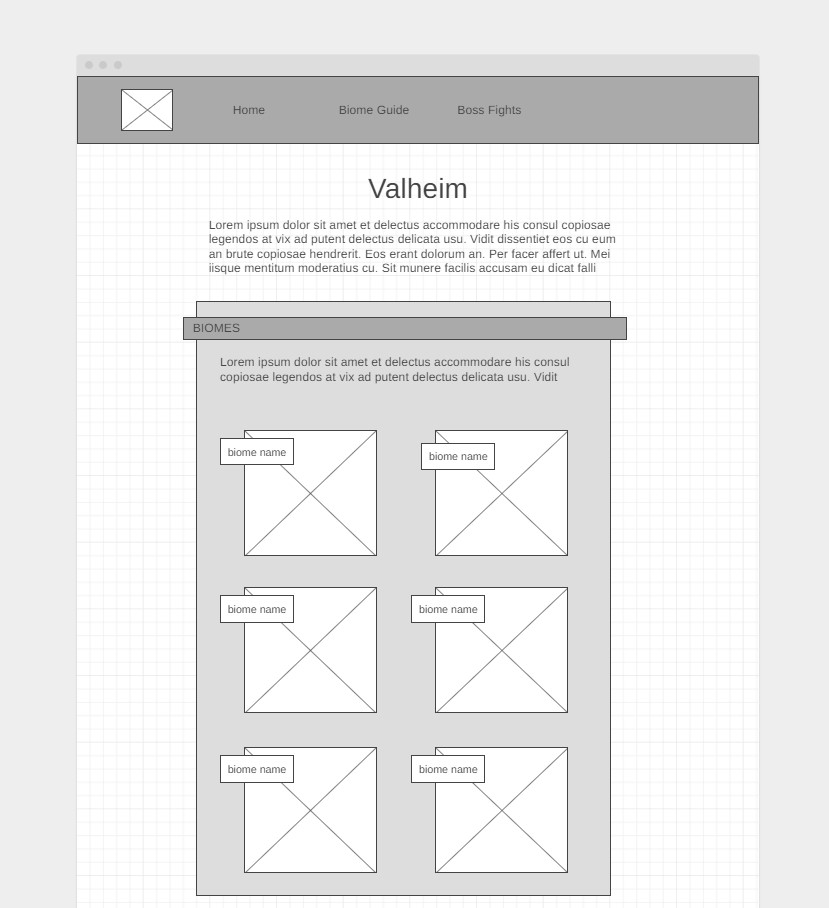 Home
Biome Guide
Boss Fights
Valheim
Lorem ipsum dolor sit amet et delectus accommodare his consul copiosae
legendos at vix ad putent delectus delicata usu. Vidit dissentiet eos cu eum
an brute copiosae hendrerit. Eos erant dolorum an. Per facer affert ut. Mei
iisque mentitum moderatius cu. Sit munere facilis accusam eu dicat falli
BIOMES
Lorem ipsum dolor sit amet et delectus accommodare his consul
copiosae legendos at vix ad putent delectus delicata usu. Vidit
biome name
biome name
biome name
biome name
biome name
biome name